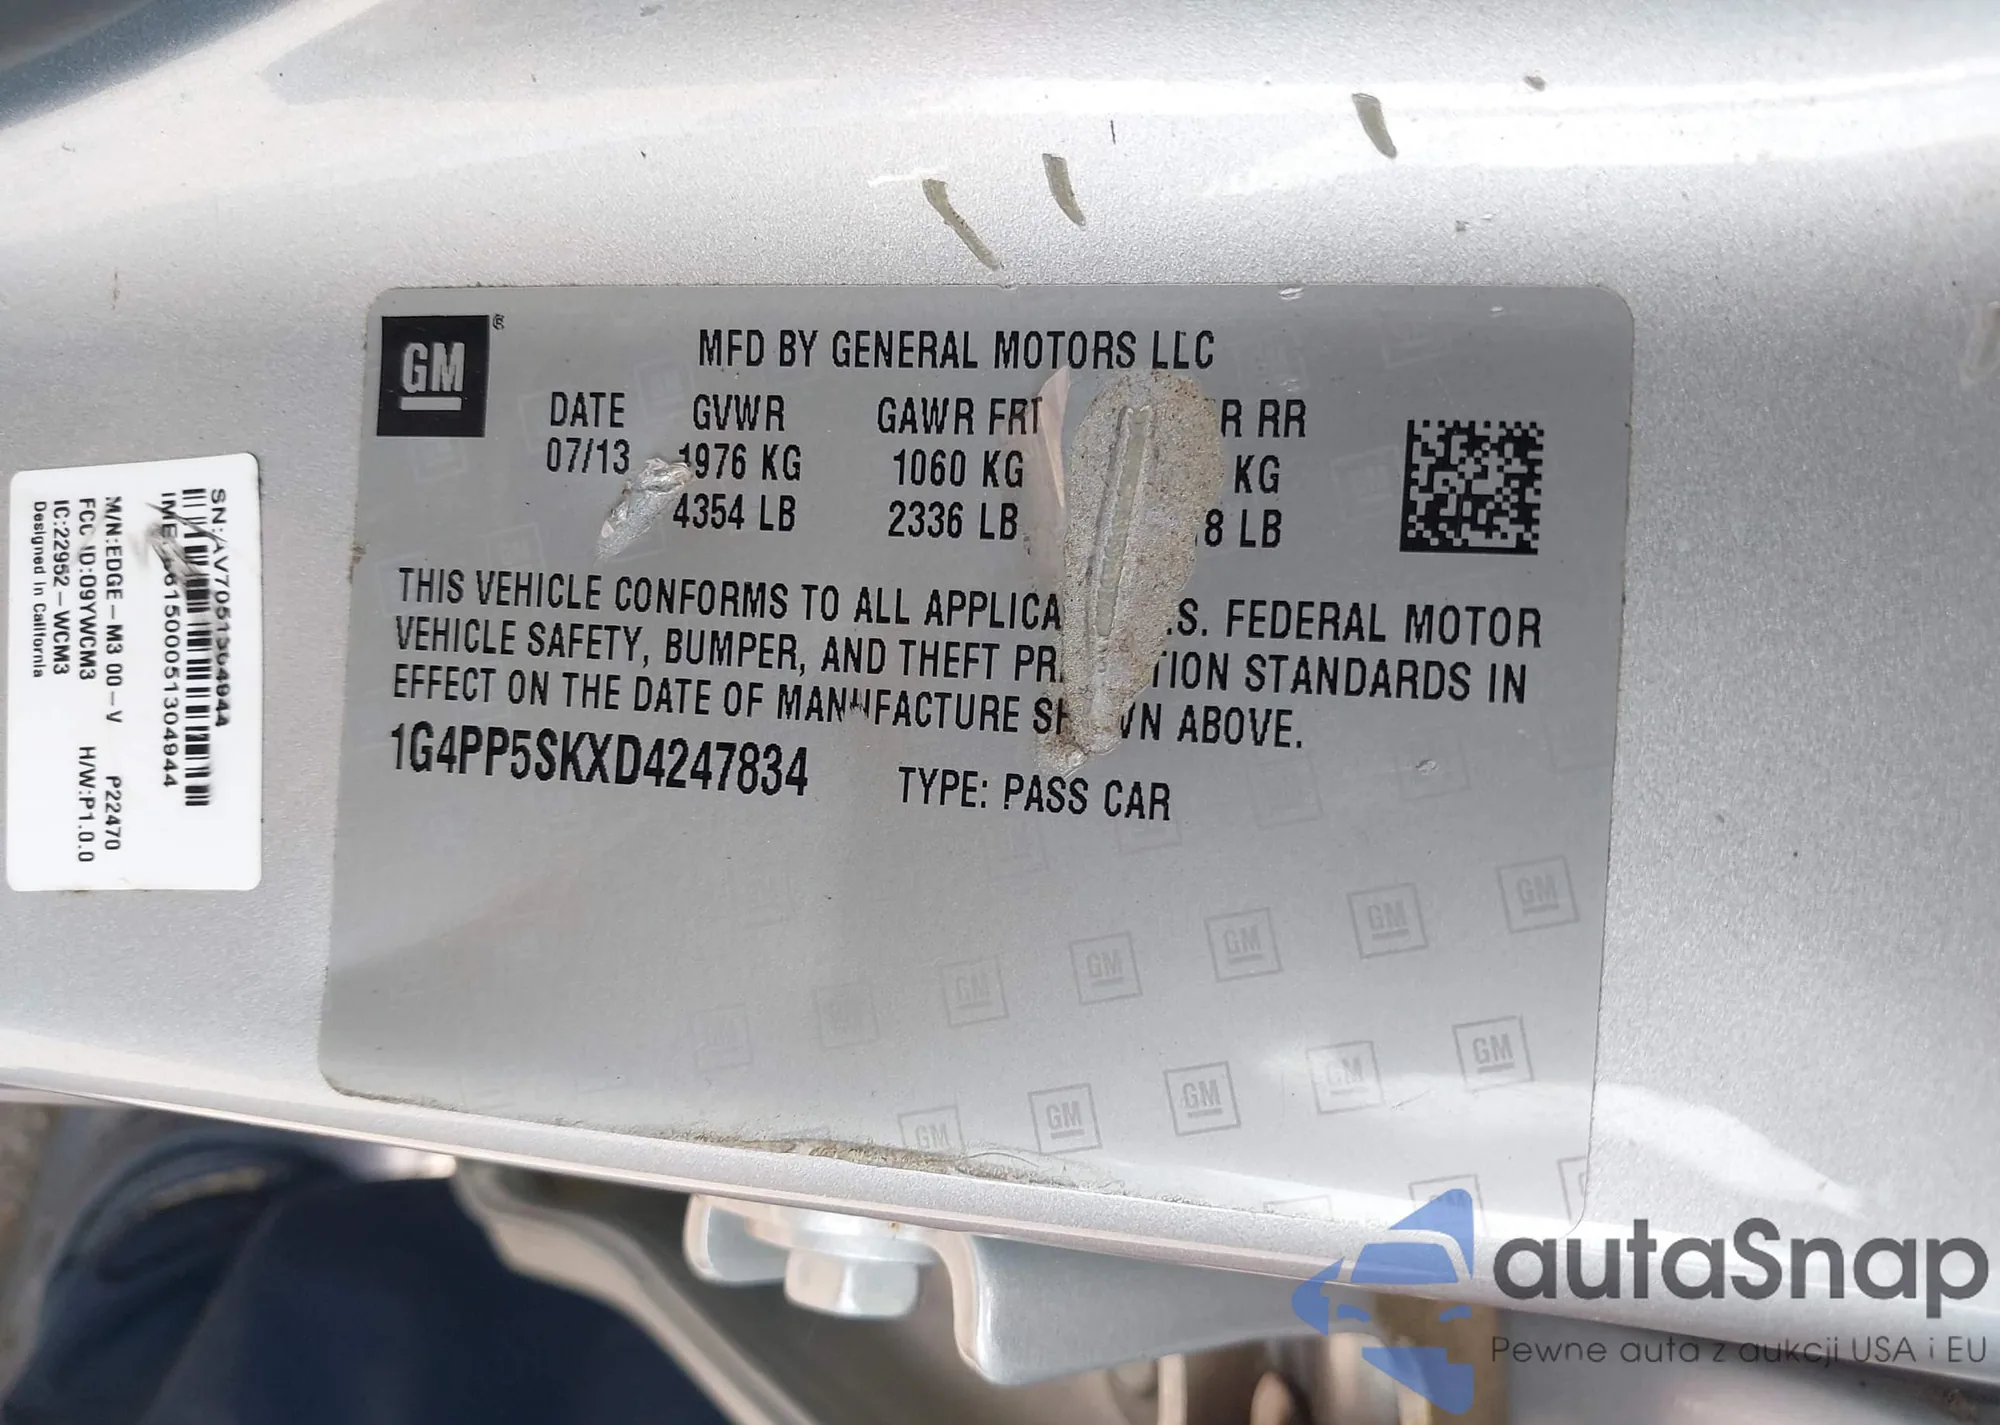 GM ®
MFD BY GENERAL MOTORS LLC
DATE GVWR GAWR FRT R RR
07/13 1976 KG 1060 KG KG
4354 LB 2336 LB 8 LB
THIS VEHICLE CONFORMS TO ALL APPLICA .S. FEDERAL MOTOR
VEHICLE SAFETY, BUMPER, AND THEFT PR TION STANDARDS IN
EFFECT ON THE DATE OF MANUFACTURE SH WN ABOVE.
1G4PP5SKXD4247834 TYPE: PASS CAR
M/N:EDGE-M3 00-V P22470
FCC ID:09YWCM3 H/W:P1.0.0
IC:22952-WCM3
Designed in California
autaSnap
Pewne auta z aukcji USA i EU